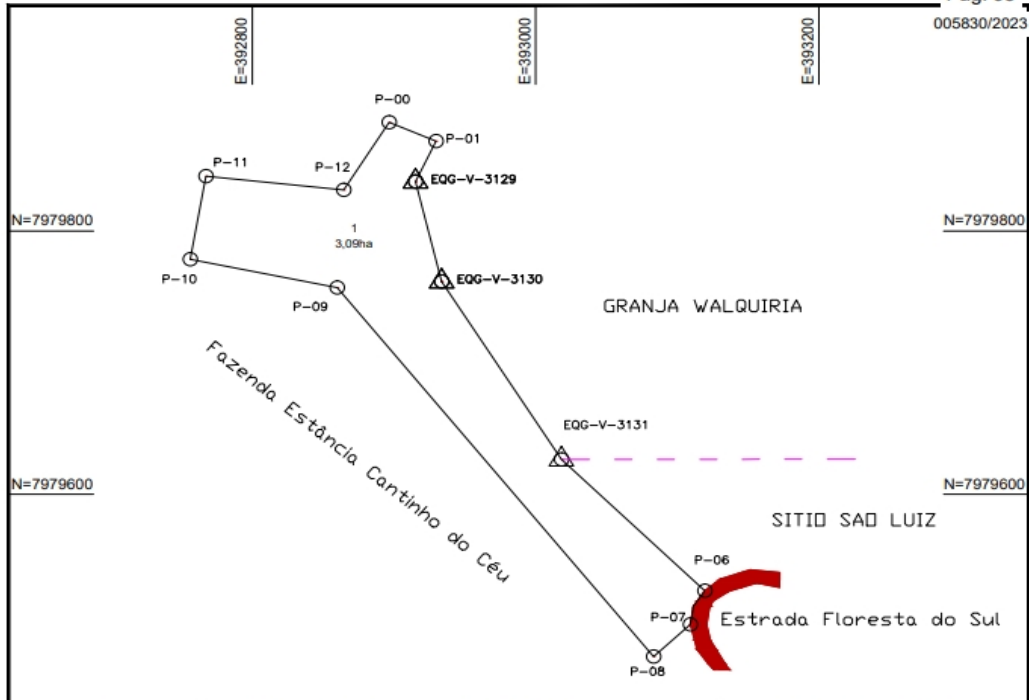 005830/2023
E=392800
E=393000
E=393200
P-00
P-01
P-11
P-12
EQG-V-3129
N=7979800
N=7979800
1
3,09ha
P-10
P-09
EQG-V-3130
GRANJA WALQUIRIA
Fazenda Estância Cantinho do Céu
EQG-V-3131
N=7979600
N=7979600
SITIO SAO LUIZ
P-06
P-07
Estrada Floresta do Sul
P-08